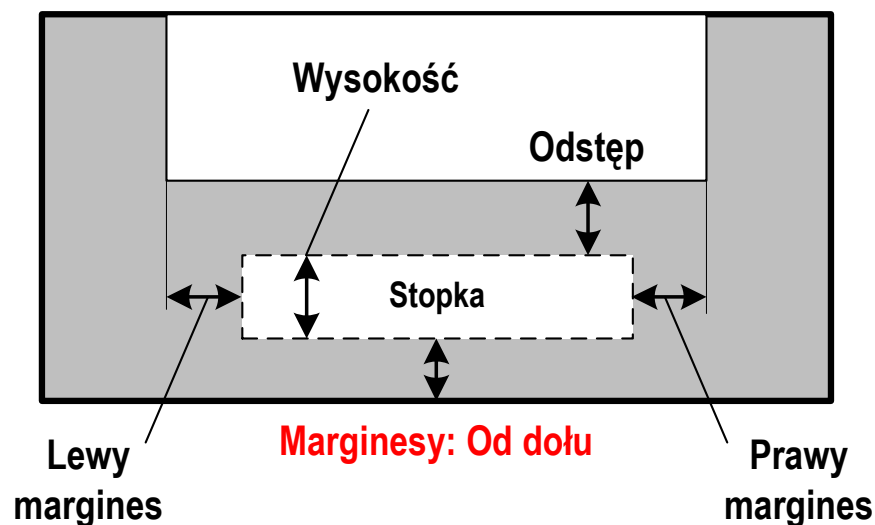 Wysokość
Odstęp
Stopka
Marginesy: Od dołu
Lewy
margines
Prawy
margines